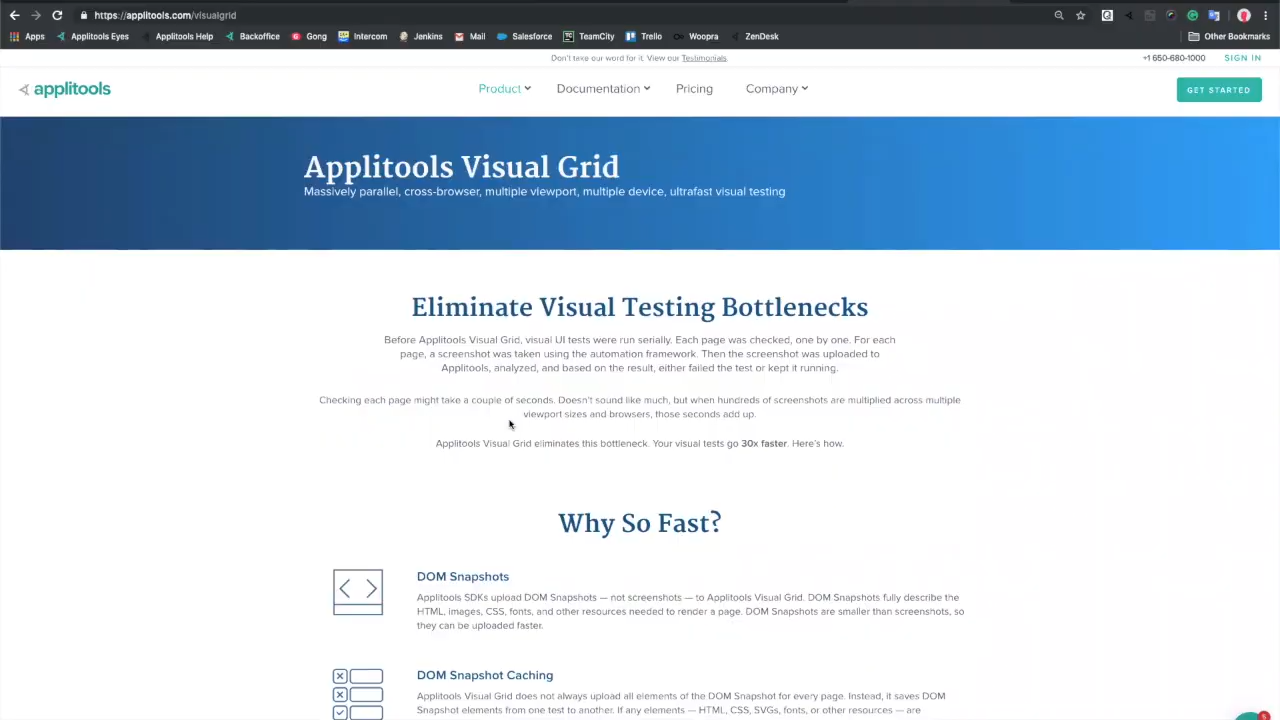 https://applitools.com/visualgrid
Apps Applitools Eyes Applitools Help Backoffice Gong Intercom Jenkins Mail Salesforce TeamCity Trello Woopra ZenDesk Other Bookmarks
Don't take our word for it. View our Testimonials.
+1 650-680-1000 SIGN IN
applitools Product Documentation Pricing Company GET STARTED
Applitools Visual Grid
Massively parallel, cross-browser, multiple viewport, multiple device, ultrafast visual testing
Eliminate Visual Testing Bottlenecks
Before Applitools Visual Grid, visual UI tests were run serially. Each page was checked, one by one. For each
page, a screenshot was taken using the automation framework. Then the screenshot was uploaded to
Applitools, analyzed, and based on the result, either failed the test or kept it running.
Checking each page might take a couple of seconds. Doesn't sound like much, but when hundreds of screenshots are multiplied across multiple
viewport sizes and browsers, those seconds add up.
Applitools Visual Grid eliminates this bottleneck. Your visual tests go 30x faster. Here's how.
Why So Fast?
DOM Snapshots
Applitools SDKs upload DOM Snapshots — not screenshots — to Applitools Visual Grid. DOM Snapshots fully describe the
HTML, images, CSS, fonts, and other resources needed to render a page. DOM Snapshots are smaller than screenshots, so
they can be uploaded faster.
DOM Snapshot Caching
Applitools Visual Grid does not always upload all elements of the DOM Snapshot for every page. Instead, it saves DOM
Snapshot elements from one test to another. If any elements — HTML, CSS, SVGs, fonts, or other resources — are